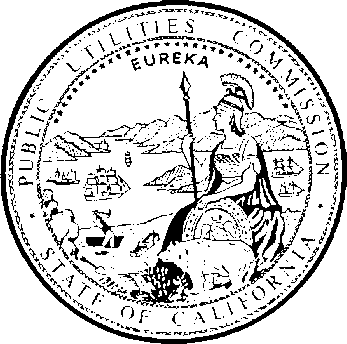 PUBLIC UTILITIES COMMISSION
EUREKA
STATE OF CALIFORNIA